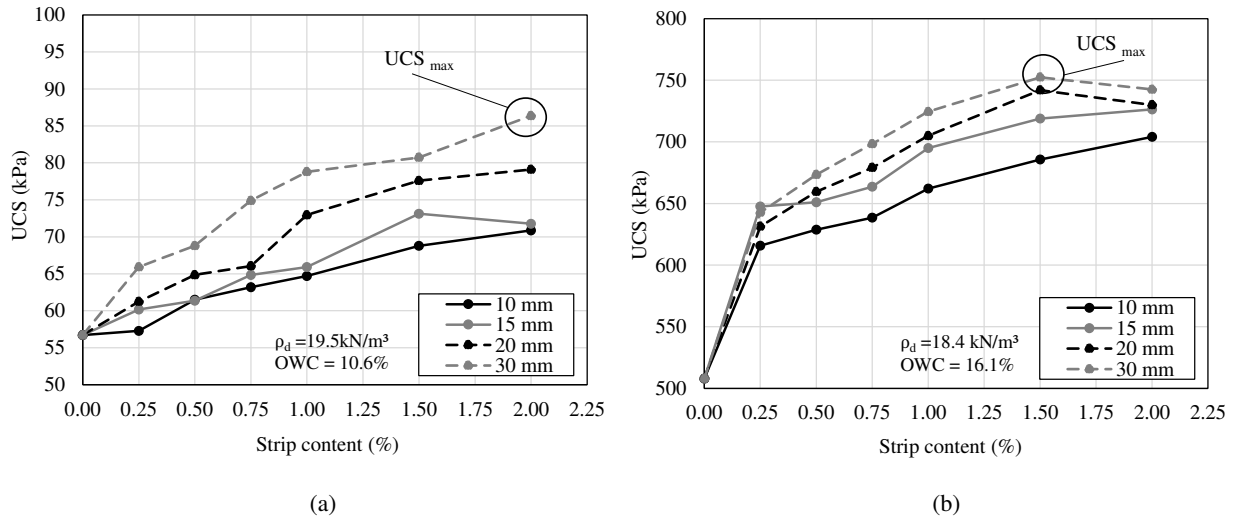 100
95
90
85
80
75
70
65
60
55
50
UCS (kPa)
UCS max
10 mm
15 mm
20 mm
30 mm
ρd =19.5kN/m³
OWC = 10.6%
0.00 0.25 0.50 0.75 1.00 1.25 1.50 1.75 2.00 2.25
Strip content (%)
(a)
800
750
700
650
600
550
500
UCS (kPa)
UCS max
10 mm
15 mm
20 mm
30 mm
ρd =18.4 kN/m³
OWC = 16.1%
0.00 0.25 0.50 0.75 1.00 1.25 1.50 1.75 2.00 2.25
Strip content (%)
(b)